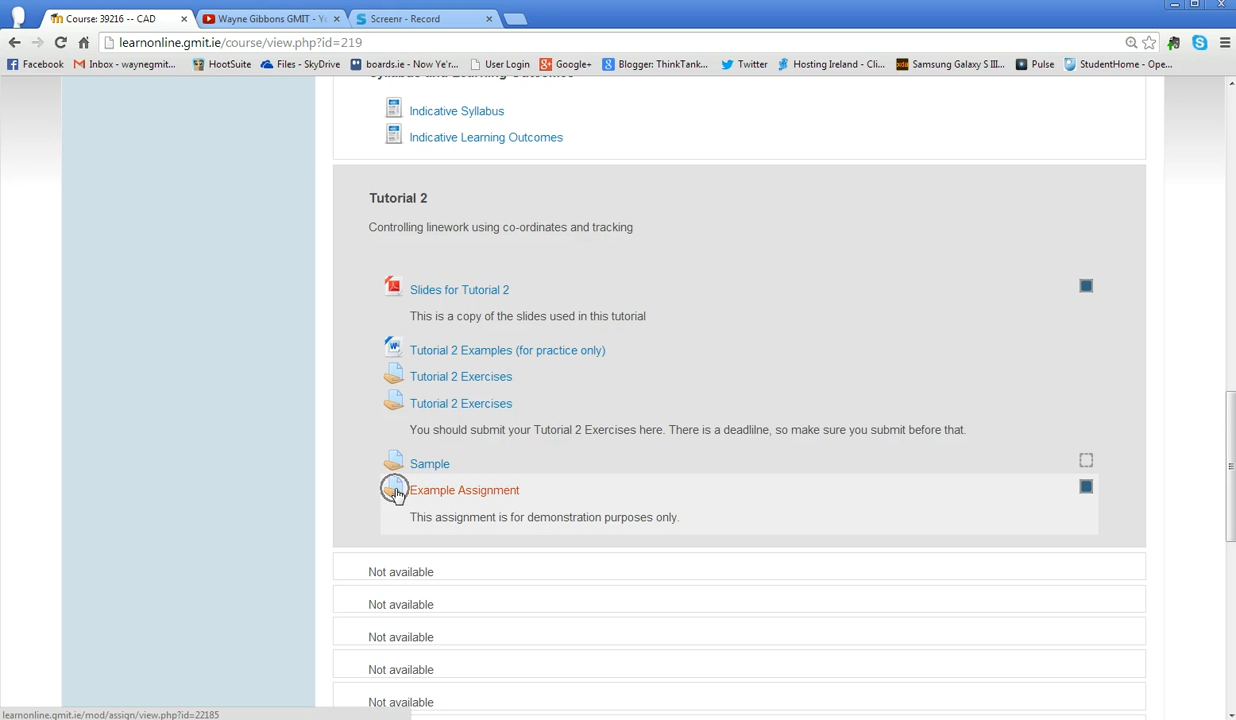 Course: 39216 -- CAD
Wayne Gibbons GMIT - Yo
Screenr - Record
learnonline.gmit.ie/course/view.php?id=219
Facebook
Inbox - waynegmit...
HootSuite
Files - SkyDrive
boards.ie - Now Ye'r...
User Login
Google+
Blogger: ThinkTank...
Twitter
Hosting Ireland - Cli...
Samsung Galaxy S III...
Pulse
StudentHome - Ope...
Syllabus and Learning Outcomes
Indicative Syllabus
Indicative Learning Outcomes
Tutorial 2
Controlling linework using co-ordinates and tracking
Slides for Tutorial 2
This is a copy of the slides used in this tutorial
Tutorial 2 Examples (for practice only)
Tutorial 2 Exercises
Tutorial 2 Exercises
You should submit your Tutorial 2 Exercises here. There is a deadlilne, so make sure you submit before that.
Sample
Example Assignment
This assignment is for demonstration purposes only.
Not available
Not available
Not available
Not available
Not available
learnonline.gmit.ie/mod/assign/view.php?id=22185